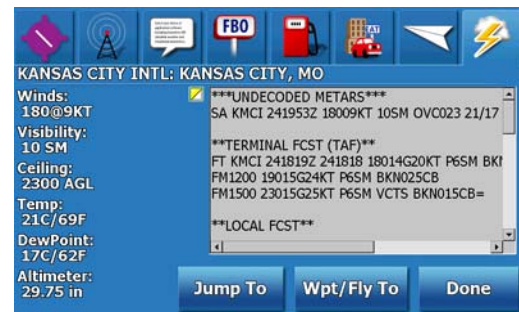 FBO
KANSAS CITY INTL: KANSAS CITY, MO
Winds:
180@9KT
Visibility:
10 SM
Ceiling:
2300 AGL
Temp:
21C/69F
DewPoint:
17C/62F
Altimeter:
29.75 in
***UNDECODED METARS***
SA KMCI 241953Z 18009KT 10SM OVC023 21/17
**TERMINAL FCST (TAF)**
FT KMCI 241819Z 241818 18014G20KT P6SM BKN
FM1200 19015G24KT P6SM BKN025CB
FM1500 23015G25KT P6SM VCTS BKN015CB=
**LOCAL FCST**
Jump To
Wpt/Fly To
Done